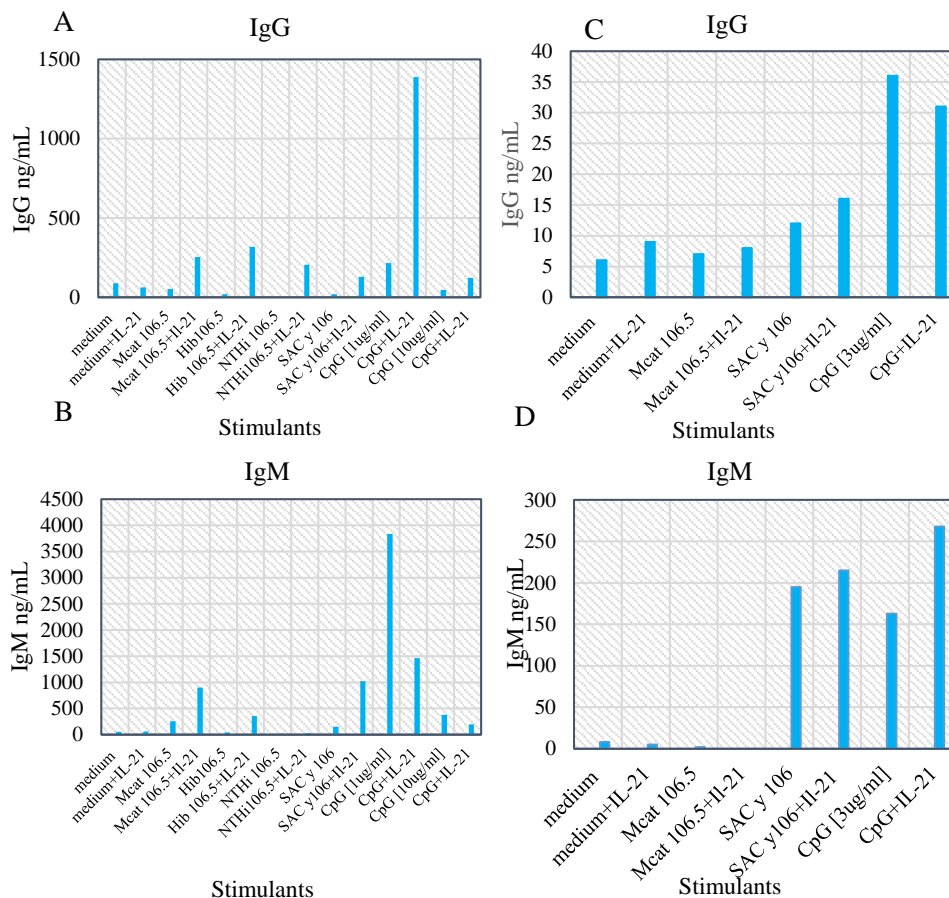 A
IgG
1500
1000
500
0
IgG ng/mL
medium
medium+IL-21
Mcat 106.5
Mcat 106.5+Il-21
Hib106.5
Hib 106.5+IL-21
NTHi 106.5
NTHi106.5+IL-21
SAC y 106
SAC y106+Il-21
CpG [1ug/ml]
CpG+IL-21
CpG [10ug/ml]
CpG+IL-21
Stimulants
C
IgG
40
35
30
25
20
15
10
5
0
IgG ng/mL
medium
medium+IL-21
Mcat 106.5
Mcat 106.5+Il-21
SAC y 106
SAC y106+Il-21
CpG [3ug/ml]
CpG+IL-21
Stimulants
B
IgM
4500
4000
3500
3000
2500
2000
1500
1000
500
0
IgM ng/mL
medium
medium+IL-21
Mcat 106.5
Mcat 106.5+Il-21
Hib106.5
Hib 106.5+IL-21
NTHi 106.5
NTHi106.5+IL-21
SAC y 106
SAC y106+Il-21
CpG [1ug/ml]
CpG+IL-21
CpG [10ug/ml]
CpG+IL-21
Stimulants
D
IgM
300
250
200
150
100
50
0
IgM ng/mL
medium
medium+IL-21
Mcat 106.5
Mcat 106.5+Il-21
SAC y 106
SAC y106+Il-21
CpG [3ug/ml]
CpG+IL-21
Stimulants